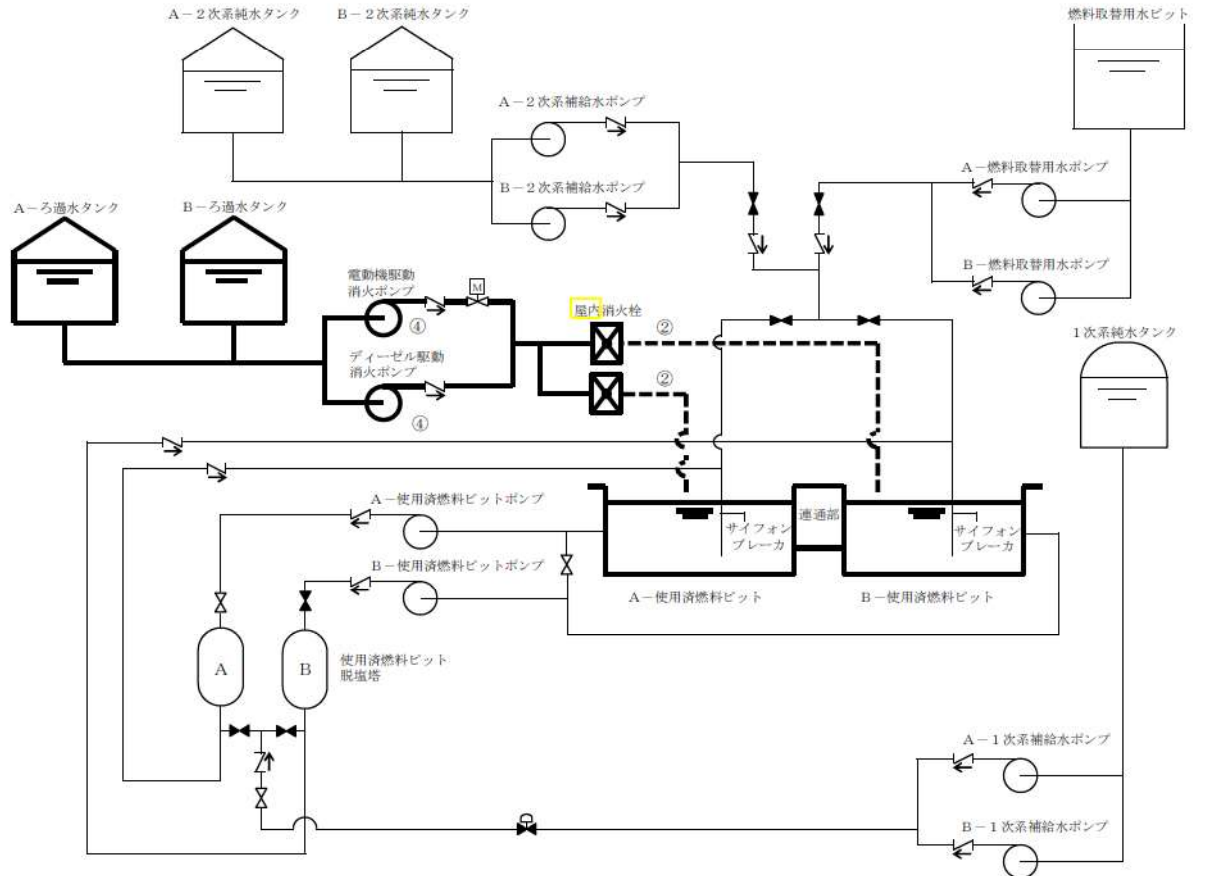 A－2次系純水タンク
B－2次系純水タンク
燃料取替用水ピット
A－2次系補給水ポンプ
B－2次系補給水ポンプ
A－燃料取替用水ポンプ
B－燃料取替用水ポンプ
A－ろ過水タンク
B－ろ過水タンク
電動機駆動
消火ポンプ
M
④
ディーゼル駆動
消火ポンプ
④
屋内消火栓
②
②
1次系純水タンク
A－使用済燃料ピットポンプ
B－使用済燃料ピットポンプ
サイフォン
ブレーカ
連通部
サイフォン
ブレーカ
A－使用済燃料ピット
B－使用済燃料ピット
A
B
使用済燃料ピット
脱塩塔
A－1次系補給水ポンプ
B－1次系補給水ポンプ